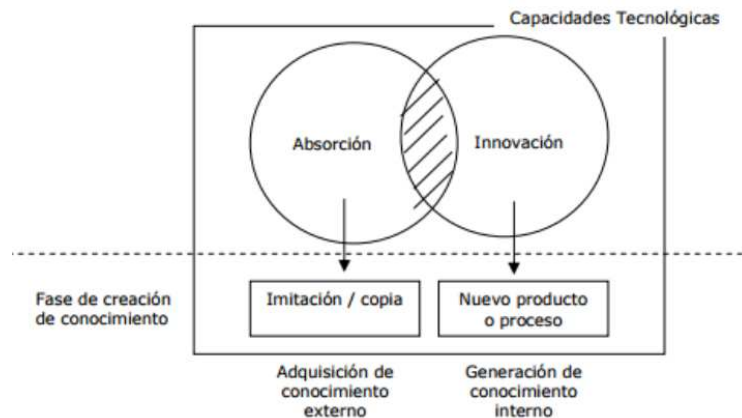 Capacidades Tecnológicas
Absorción
Innovación
Fase de creación
de conocimiento
Imitación / copia
Nuevo producto
o proceso
Adquisición de
conocimiento
externo
Generación de
conocimiento
interno